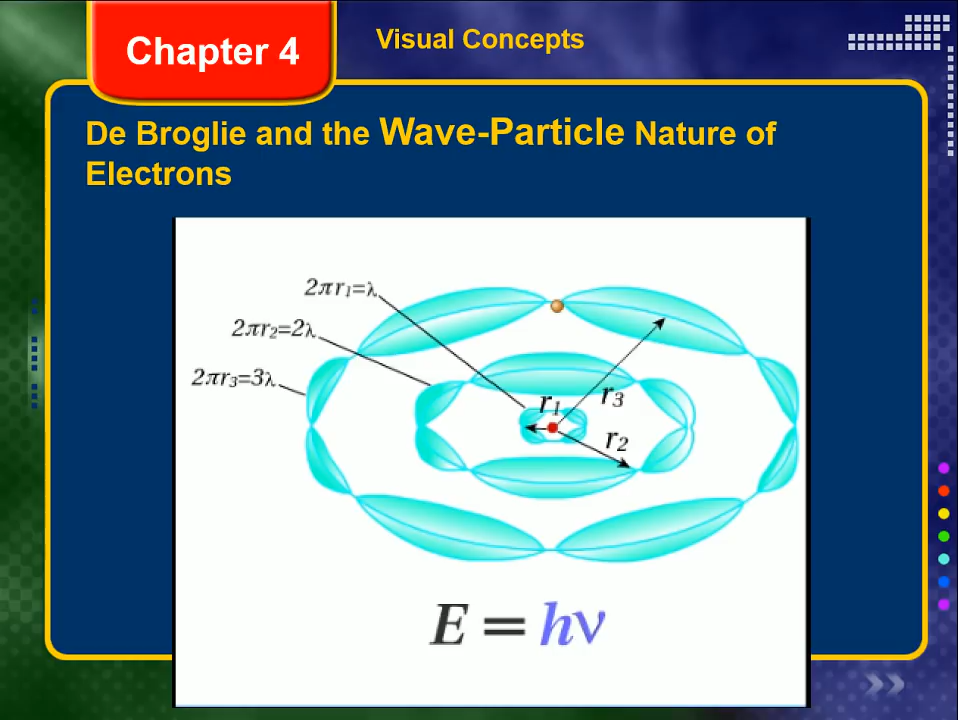 Chapter 4
Visual Concepts
De Broglie and the Wave-Particle Nature of
Electrons
2πr₁=λ
2πr₂=2λ
2πr₃=3λ
r₁
r₃
r₂
E = hν